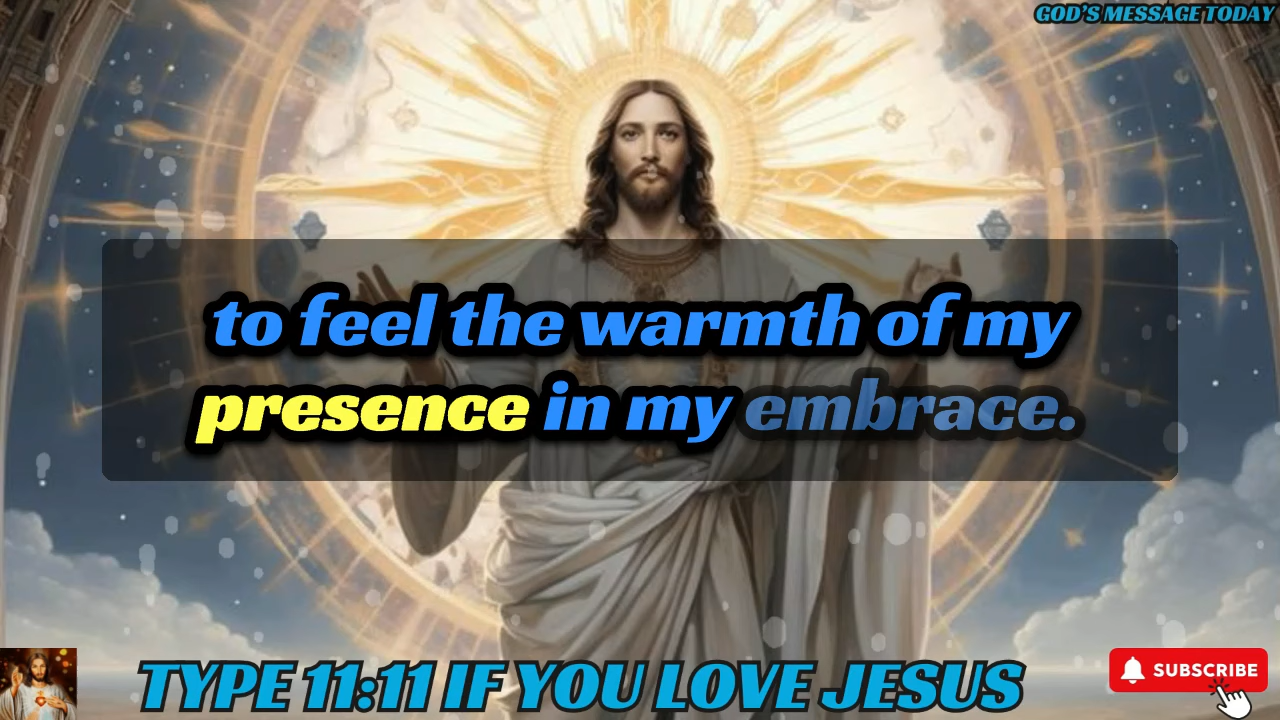 GOD'S MESSAGE TODAY
to feel the warmth of my
presence in my embrace.
TYPE 11:11 IF YOU LOVE JESUS
SUBSCRIBE